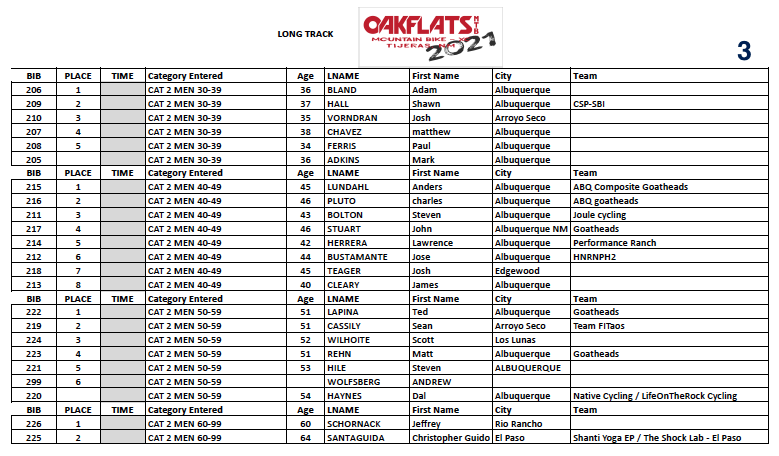 LONG TRACK
OAKFLATS MTB
MOUNTAIN BIKE - X
TIJERAS NM
2021
3
BIB PLACE TIME Category Entered Age LNAME First Name City Team
206 1 CAT 2 MEN 30-39 36 BLAND Adam Albuquerque
209 2 CAT 2 MEN 30-39 37 HALL Shawn Albuquerque CSP-SBI
210 3 CAT 2 MEN 30-39 35 VORNDRAN Josh Arroyo Seco
207 4 CAT 2 MEN 30-39 38 CHAVEZ matthew Albuquerque
208 5 CAT 2 MEN 30-39 34 FERRIS Paul Albuquerque
205 CAT 2 MEN 30-39 36 ADKINS Mark Albuquerque
BIB PLACE TIME Category Entered Age LNAME First Name City Team
215 1 CAT 2 MEN 40-49 45 LUNDAHL Anders Albuquerque ABQ Composite Goatheads
216 2 CAT 2 MEN 40-49 46 PLUTO charles Albuquerque ABQ goatheads
211 3 CAT 2 MEN 40-49 43 BOLTON Steven Albuquerque Joule cycling
217 4 CAT 2 MEN 40-49 46 STUART John Albuquerque NM Goatheads
214 5 CAT 2 MEN 40-49 42 HERRERA Lawrence Albuquerque Performance Ranch
212 6 CAT 2 MEN 40-49 44 BUSTAMANTE Jose Albuquerque HNRNPH2
218 7 CAT 2 MEN 40-49 45 TEAGER Josh Edgewood
213 8 CAT 2 MEN 40-49 40 CLEARY James Albuquerque
BIB PLACE TIME Category Entered Age LNAME First Name City Team
222 1 CAT 2 MEN 50-59 51 LAPINA Ted Albuquerque Goatheads
219 2 CAT 2 MEN 50-59 51 CASSILY Sean Arroyo Seco Team FITaos
224 3 CAT 2 MEN 50-59 52 WILHOITE Scott Los Lunas
223 4 CAT 2 MEN 50-59 51 REHN Matt Albuquerque Goatheads
221 5 CAT 2 MEN 50-59 53 HILE Steven ALBUQUERQUE
299 6 CAT 2 MEN 50-59 WOLFSBERG ANDREW
220 CAT 2 MEN 50-59 54 HAYNES Dal Albuquerque Native Cycling / LifeOnTheRock Cycling
BIB PLACE TIME Category Entered Age LNAME First Name City Team
226 1 CAT 2 MEN 60-99 60 SCHORNACK Jeffrey Rio Rancho
225 2 CAT 2 MEN 60-99 64 SANTAGUIDA Christopher Guido El Paso Shanti Yoga EP / The Shock Lab - El Paso